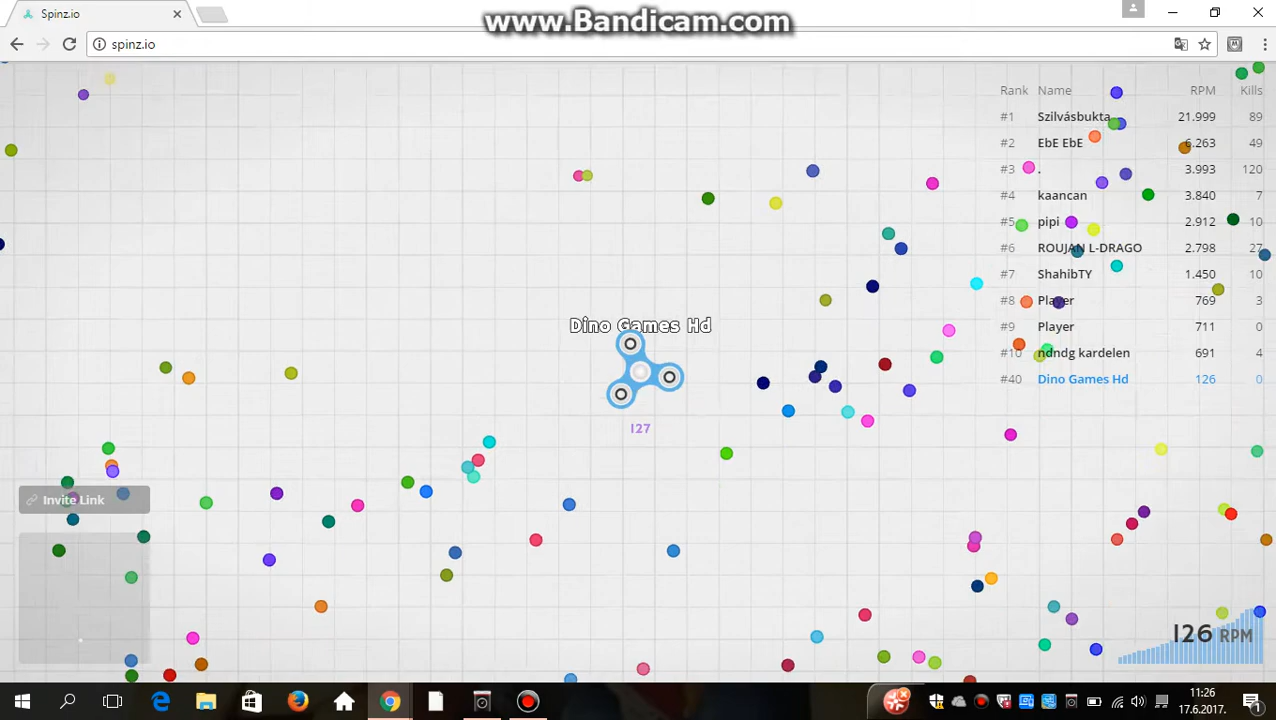 Spinz.io
www.Bandicam.com
spinz.io
Rank Name RPM Kills
#1 Szilvásbukta 21.999 89
#2 EbE EbE 6.263 49
#3 . 3.993 120
#4 kaancan 3.840 7
#5 pipi 2.912 10
#6 ROUJAN L-DRAGO 2.798 27
#7 ShahibTY 1.450 10
#8 Player 769 3
#9 Player 711 0
#10 ndndg kardelen 691 4
#40 Dino Games Hd 126 0
Dino Games Hd
127
Invite Link
126 RPM
11:26
17.6.2017.